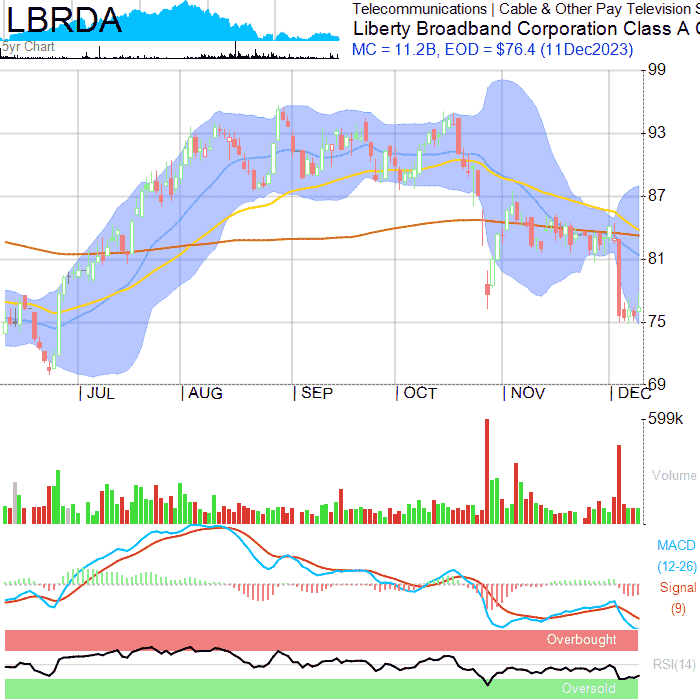 LBRDA
5yr Chart
Telecommunications | Cable & Other Pay Television S
Liberty Broadband Corporation Class A C
MC = 11.2B, EOD = $76.4 (11Dec2023)
99
93
87
81
75
69
JUL
AUG
SEP
OCT
NOV
DEC
599k
Volume
MACD
(12-26)
Signal
(9)
Overbought
RSI(14)
Oversold